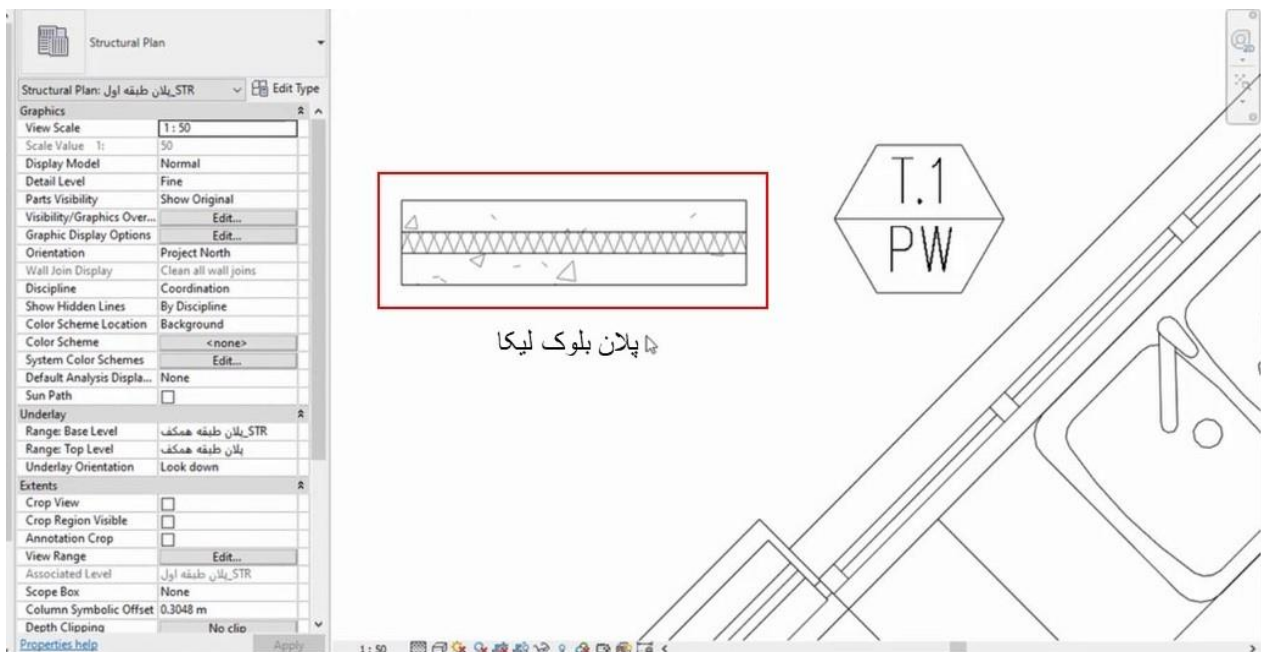 Structural Plan
Structural Plan: پلان طبقه اول_STR
Edit Type
Graphics
View Scale 1 : 50
Scale Value 1: 50
Display Model Normal
Detail Level Fine
Parts Visibility Show Original
Visibility/Graphics Over... Edit...
Graphic Display Options Edit...
Orientation Project North
Wall Join Display Clean all wall joins
Discipline Coordination
Show Hidden Lines By Discipline
Color Scheme Location Background
Color Scheme <none>
System Color Schemes Edit...
Default Analysis Displa... None
Sun Path
Underlay
Range: Base Level پلان طبقه همکف_STR
Range: Top Level پلان طبقه همکف
Underlay Orientation Look down
Extents
Crop View
Crop Region Visible
Annotation Crop
View Range Edit...
Associated Level پلان طبقه اول_STR
Scope Box None
Column Symbolic Offset 0.3048 m
Depth Clipping No clip
Properties help
Apply
پلان بلوک لیکا
T.1
PW
1 : 50